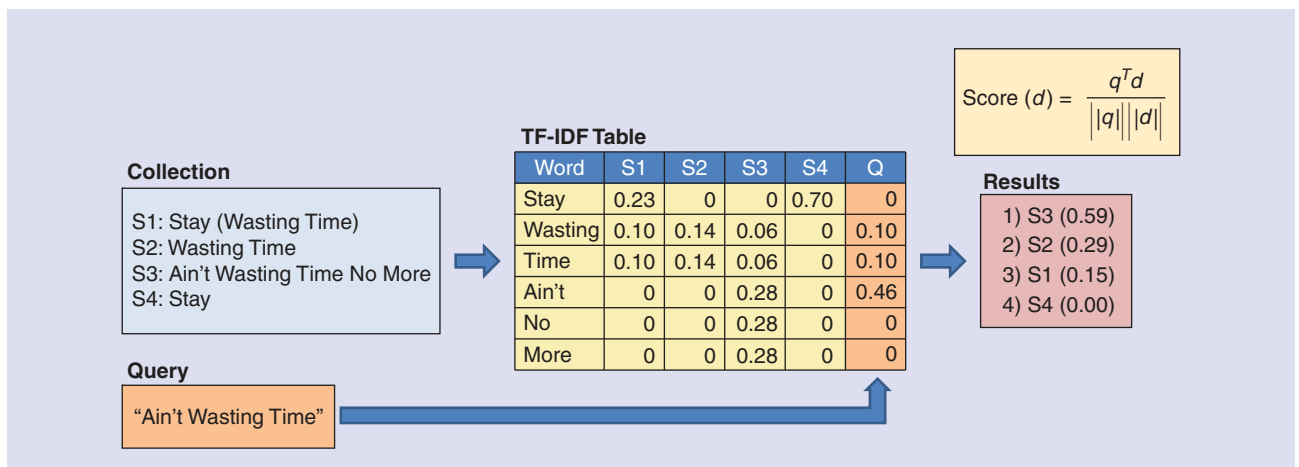 Score (d) = qᵀd / ||q|| ||d||
TF-IDF Table
Word S1 S2 S3 S4 Q
Stay 0.23 0 0 0.70 0
Wasting 0.10 0.14 0.06 0 0.10
Time 0.10 0.14 0.06 0 0.10
Ain't 0 0 0.28 0 0.46
No 0 0 0.28 0 0
More 0 0 0.28 0 0
Collection
S1: Stay (Wasting Time)
S2: Wasting Time
S3: Ain't Wasting Time No More
S4: Stay
Results
1) S3 (0.59)
2) S2 (0.29)
3) S1 (0.15)
4) S4 (0.00)
Query
“Ain't Wasting Time”